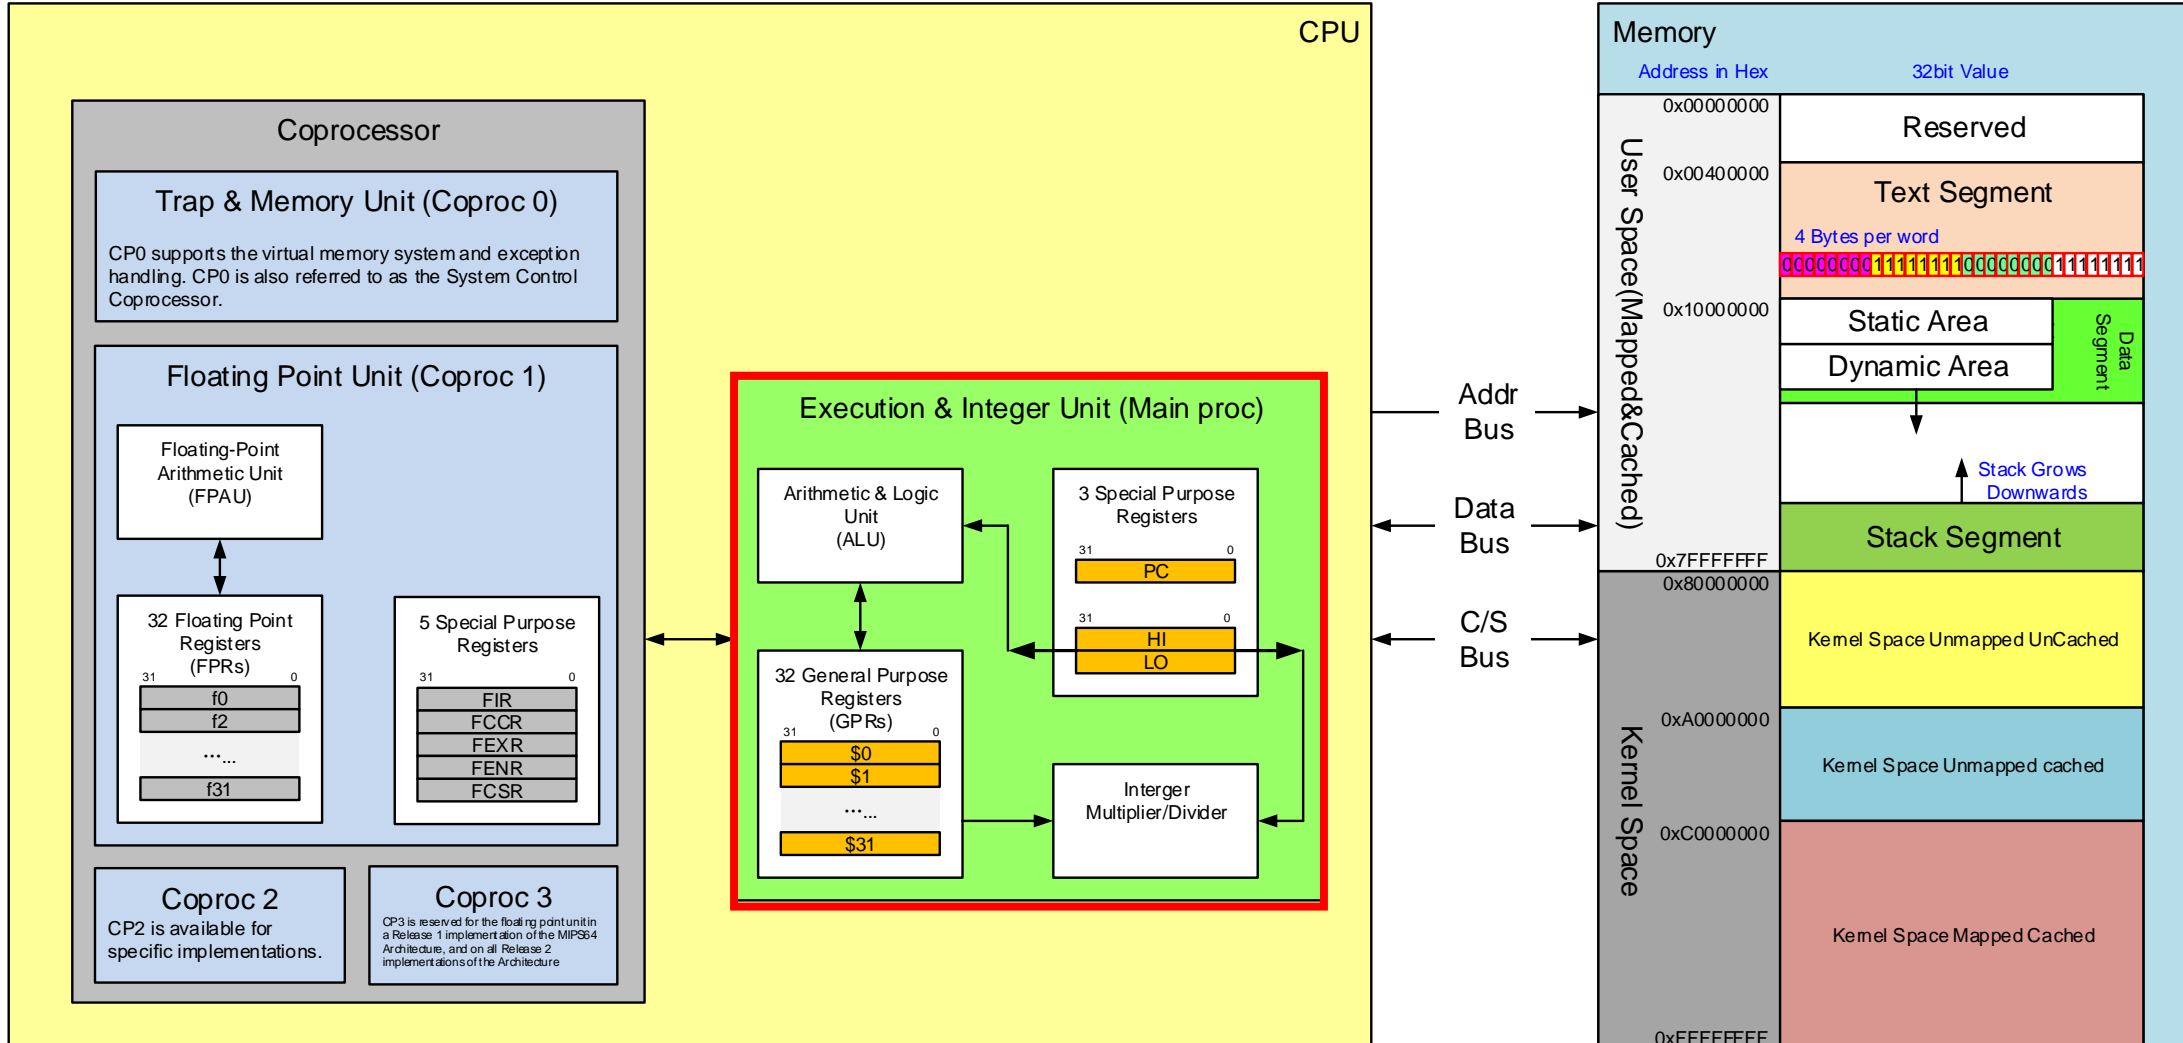 CPU
Coprocessor
Trap & Memory Unit (Coproc 0)
CP0 supports the virtual memory system and exception
handling. CP0 is also referred to as the System Control
Coprocessor.
Floating Point Unit (Coproc 1)
Floating-Point
Arithmetic Unit
(FPAU)
32 Floating Point
Registers
(FPRs)
31 0
f0
f2
…...
f31
5 Special Purpose
Registers
31 0
FIR
FCCR
FEXR
FENR
FCSR
Coproc 2
CP2 is available for
specific implementations.
Coproc 3
CP3 is reserved for the floating point unit in
a Release 1 implementation of the MIPS64
Architecture, and on all Release 2
implementations of the Architecture
Execution & Integer Unit (Main proc)
Arithmetic & Logic
Unit
(ALU)
3 Special Purpose
Registers
31 0
PC
31 0
HI
LO
32 General Purpose
Registers
(GPRs)
31 0
$0
$1
…...
$31
Interger
Multiplier/Divider
Addr
Bus
Data
Bus
C/S
Bus
Memory
Address in Hex 32bit Value
User Space(Mapped&Cached)
0x00000000
Reserved
0x00400000
Text Segment
4 Bytes per word
00000000111111110000000011111111
0x10000000
Static Area
Dynamic Area
Data
Segment
Stack Grows
Downwards
Stack Segment
0x7FFFFFFF
0x80000000
Kernel Space
Kernel Space Unmapped UnCached
0xA0000000
Kernel Space Unmapped cached
0xC0000000
Kernel Space Mapped Cached
0xFFFFFFFF